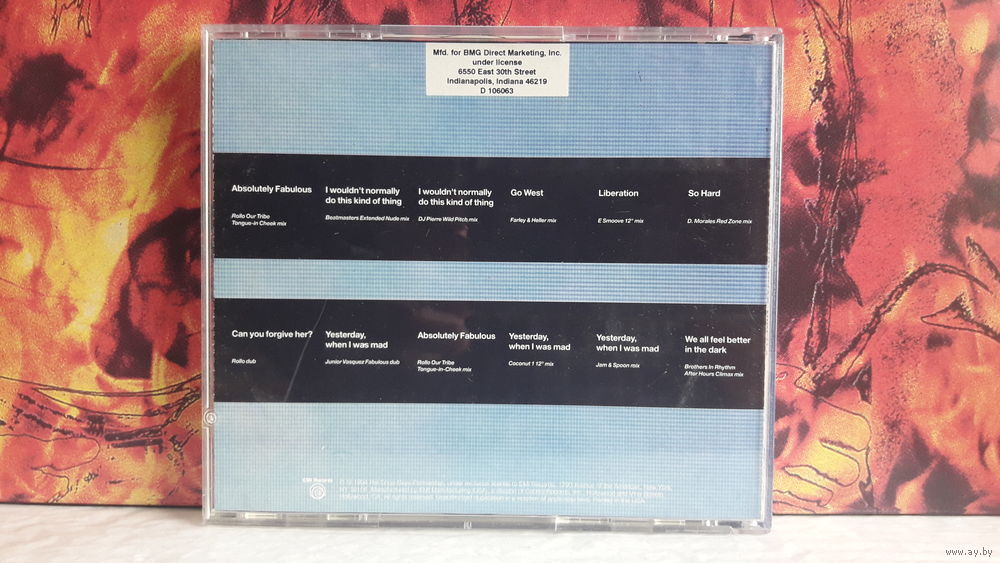 Mfd. for BMG Direct Marketing, Inc.
under license
6550 East 30th Street
Indianapolis, Indiana 46219
D 106063
Absolutely Fabulous
Rollo Our Tribe
Tongue-in-Cheek mix
I wouldn't normally
do this kind of thing
Beatmasters Extended Nude mix
I wouldn't normally
do this kind of thing
DJ Pierre Wild Pitch mix
Go West
Farley & Heller mix
Liberation
E Smoove 12" mix
So Hard
D. Morales Red Zone mix
Can you forgive her?
Rollo dub
Yesterday,
when I was mad
Junior Vasquez Fabulous dub
Absolutely Fabulous
Rollo Our Tribe
Tongue-in-Cheek mix
Yesterday,
when I was mad
Coconut 1 12" mix
Yesterday,
when I was mad
Jam & Spoon mix
We all feel better
in the dark
Brothers In Rhythm
After Hours Climax mix
EMI Records
www.ay.by